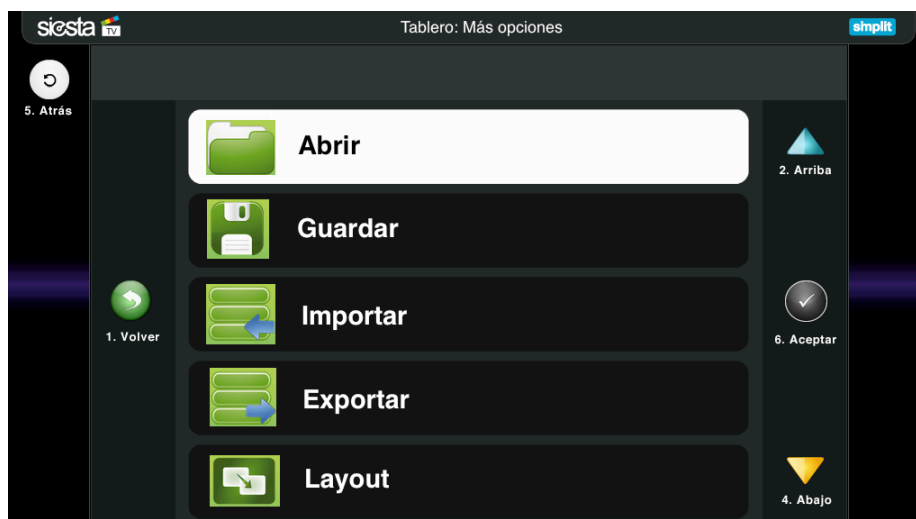 siesta TV
Tablero: Más opciones
simplit
5. Atrás
Abrir
2. Arriba
Guardar
Importar
1. Volver
6. Aceptar
Exportar
Layout
4. Abajo